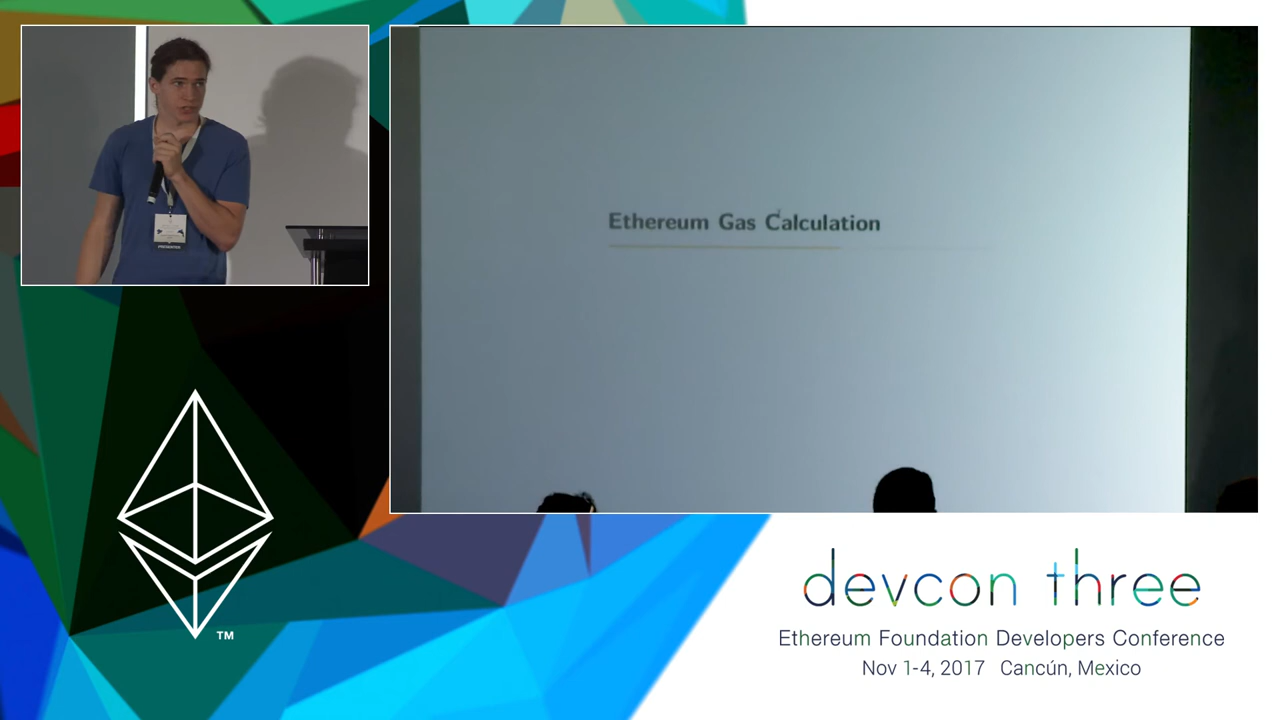 Ethereum Gas Calculation
TM
devcon three
Ethereum Foundation Developers Conference
Nov 1-4, 2017 Cancún, Mexico